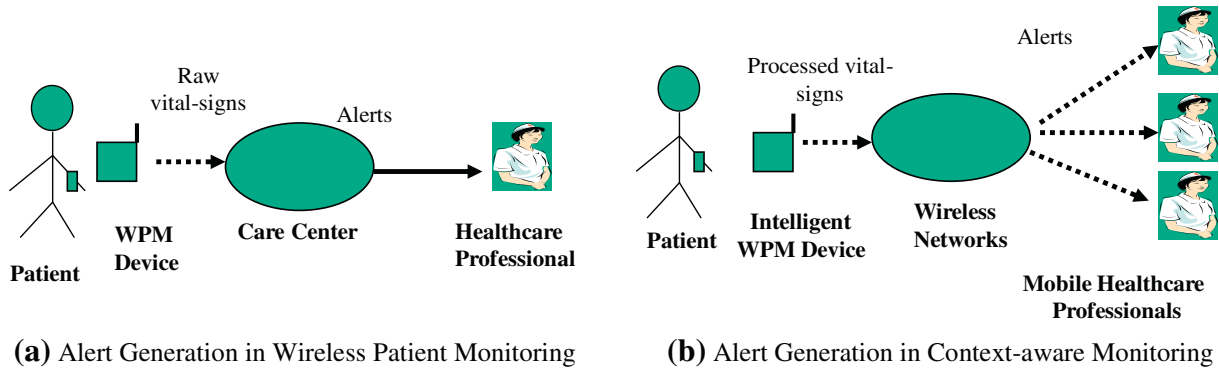 Raw
vital-signs
Alerts
WPM
Device
Care Center
Healthcare
Professional
Patient
(a) Alert Generation in Wireless Patient Monitoring
Processed vital-
signs
Alerts
Patient
Intelligent
WPM Device
Wireless
Networks
Mobile Healthcare
Professionals
(b) Alert Generation in Context-aware Monitoring